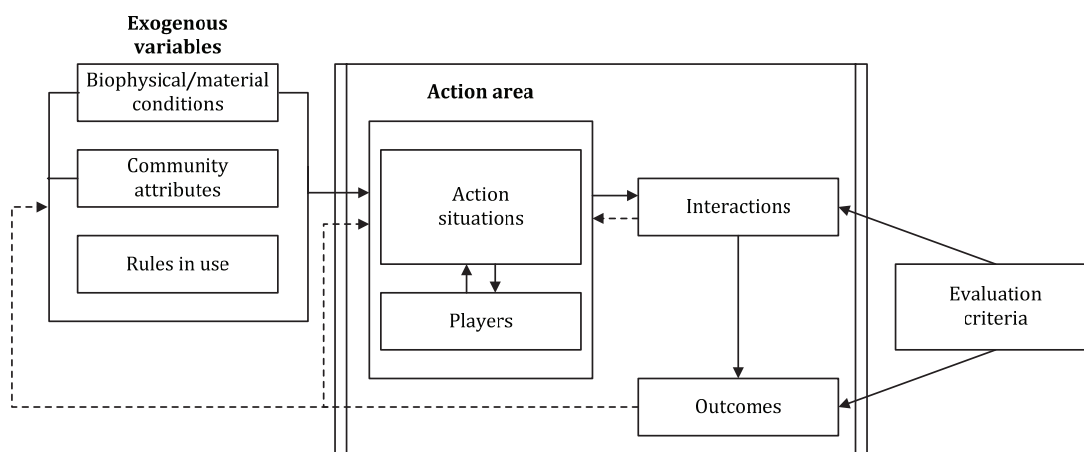 Exogenous
variables
Biophysical/material
conditions
Community
attributes
Rules in use
Action area
Action
situations
Players
Interactions
Outcomes
Evaluation
criteria